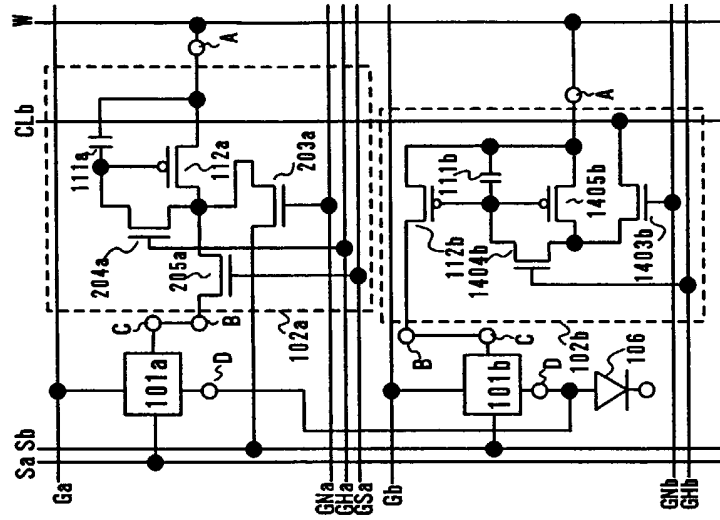 W
CLb
A
111a
112a
203a
204a
205a
C
B
102a
101a
D
Sa
Sb
Ga
GNa
GHa
GSa
A
111b
1405b
112b
1404b
1403b
B
C
102b
101b
D
106
Gb
GNb
GHb